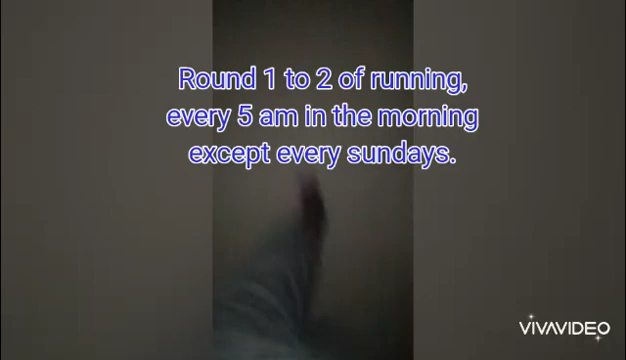 Round 1 to 2 of running,
every 5 am in the morning
except every sundays.
VIVAVIDEO